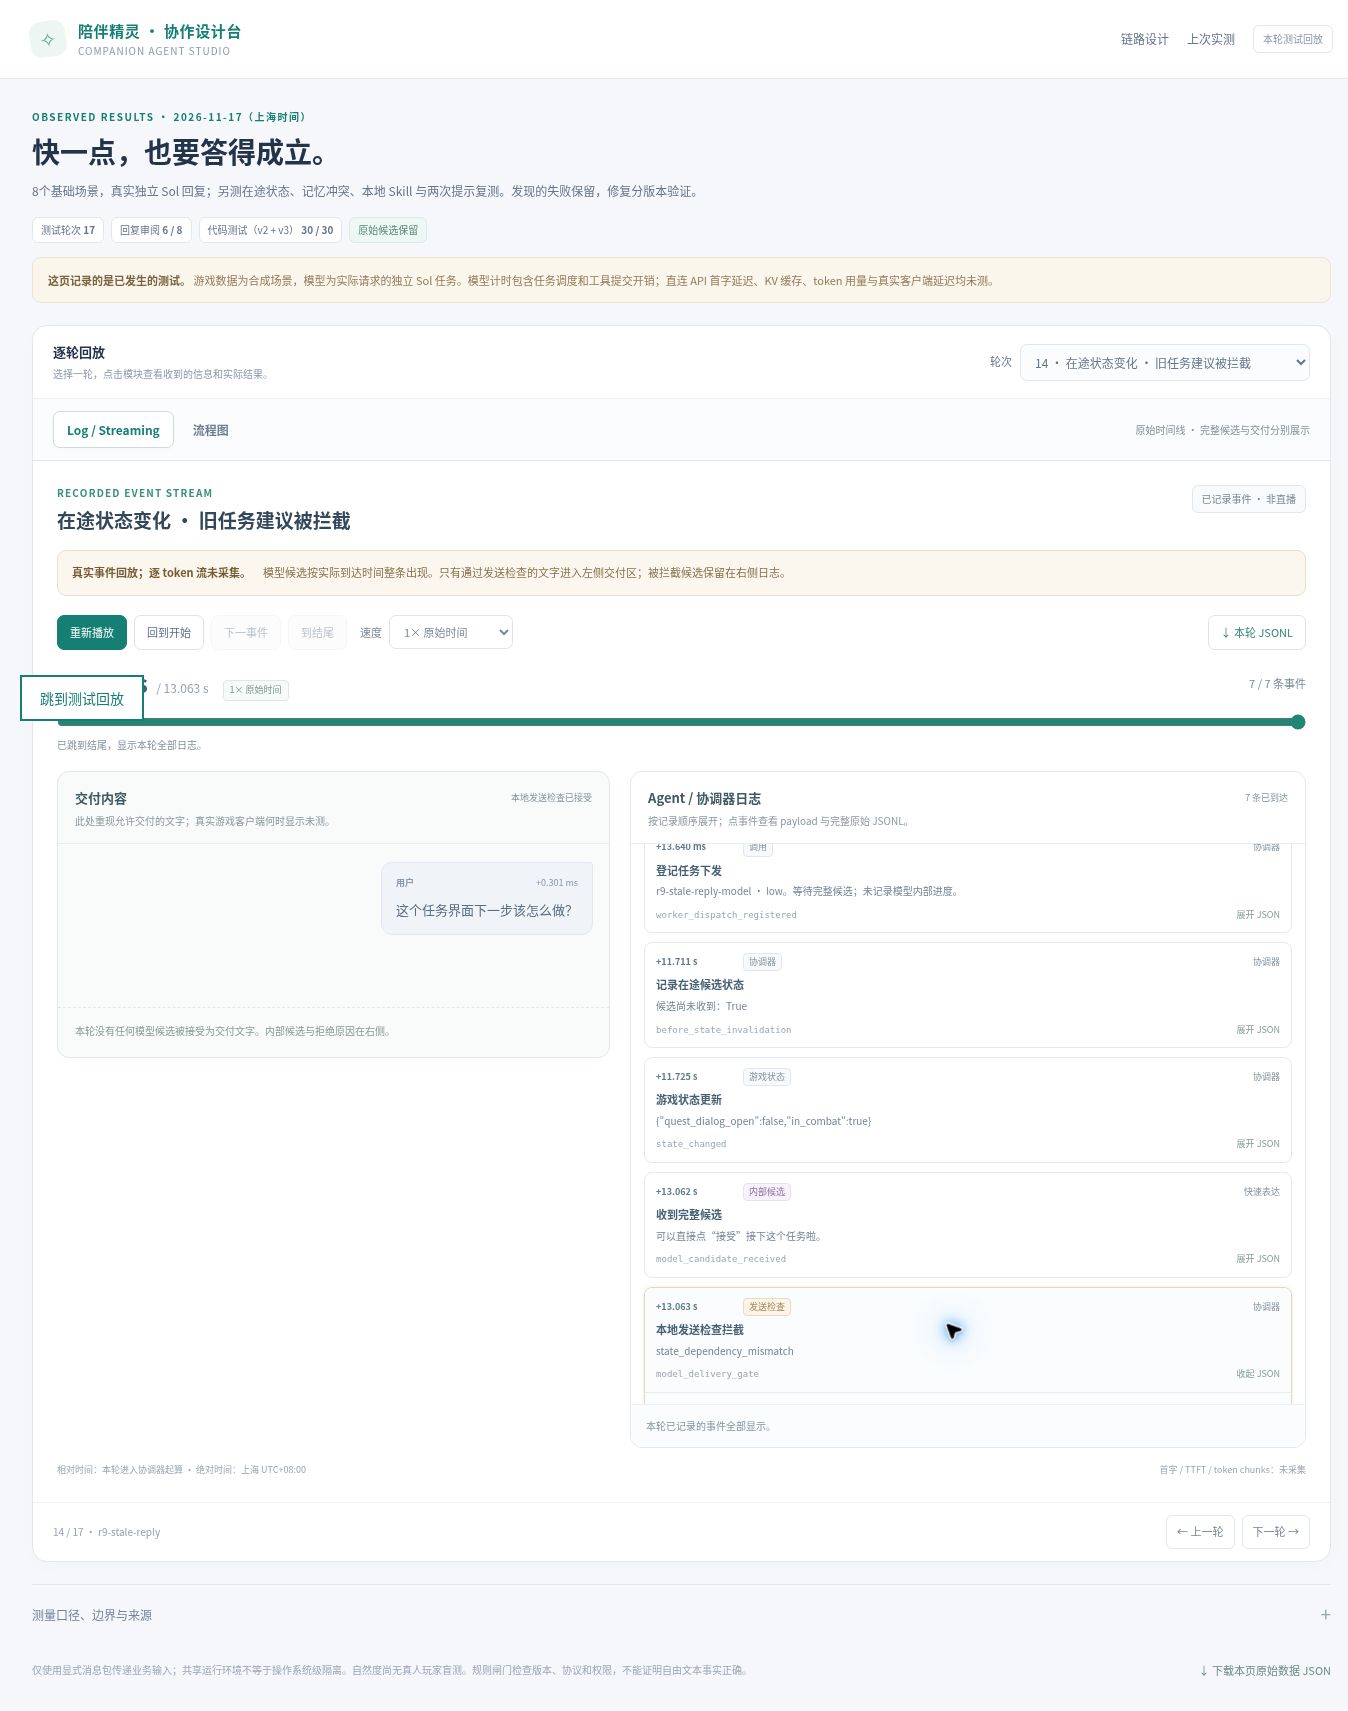 陪伴精灵 · 协作设计台
COMPANION AGENT STUDIO
链路设计
上次实测
本轮测试回放
OBSERVED RESULTS · 2026-11-17（上海时间）
快一点，也要答得成立。
8个基础场景，真实独立 Sol 回复；另测在途状态、记忆冲突、本地 Skill 与两次提示复测。发现的失败保留，修复分版本验证。
测试轮次 17
回复审阅 6 / 8
代码测试（v2 + v3） 30 / 30
原始候选保留
这页记录的是已发生的测试。 游戏数据为合成场景，模型为实际请求的独立 Sol 任务。模型计时包含任务调度和工具提交开销；直连 API 首字延迟、KV 缓存、token 用量与真实客户端延迟均未测。
逐轮回放
选择一轮，点击模块查看收到的信息和实际结果。
轮次
14 · 在途状态变化 · 旧任务建议被拦截
Log / Streaming
流程图
原始时间线 · 完整候选与交付分别展示
RECORDED EVENT STREAM
在途状态变化 · 旧任务建议被拦截
已记录事件 · 非直播
真实事件回放；逐 token 流未采集。 模型候选按实际到达时间整条出现。只有通过发送检查的文字进入左侧交付区；被拦截候选保留在右侧日志。
重新播放
回到开始
下一事件
到结尾
速度
1× 原始时间
↓ 本轮 JSONL
跳到测试回放
/ 13.063 s
1× 原始时间
7 / 7 条事件
已跳到结尾，显示本轮全部日志。
交付内容
本地发送检查已接受
此处重现允许交付的文字；真实游戏客户端何时显示未测。
用户
+0.301 ms
这个任务界面下一步该怎么做？
本轮没有任何模型候选被接受为交付文字。内部候选与拒绝原因在右侧。
Agent / 协调器日志
7 条已到达
按记录顺序展开；点事件查看 payload 与完整原始 JSONL。
+13.640 ms
调用
协调器
登记任务下发
r9-stale-reply-model · low。等待完整候选；未记录模型内部进度。
worker_dispatch_registered
展开 JSON
+11.711 s
协调器
协调器
记录在途候选状态
候选尚未收到：True
before_state_invalidation
展开 JSON
+11.725 s
游戏状态
协调器
游戏状态更新
{"quest_dialog_open":false,"in_combat":true}
state_changed
展开 JSON
+13.062 s
内部候选
快速表达
收到完整候选
可以直接点“接受”接下这个任务啦。
model_candidate_received
展开 JSON
+13.063 s
发送检查
协调器
本地发送检查拦截
state_dependency_mismatch
model_delivery_gate
收起 JSON
本轮已记录的事件全部显示。
相对时间：本轮进入协调器起算 · 绝对时间：上海 UTC+08:00
首字 / TTFT / token chunks：未采集
14 / 17 · r9-stale-reply
← 上一轮
下一轮 →
测量口径、边界与来源
+
仅使用显式消息包传递业务输入；共享运行环境不等于操作系统级隔离。自然度尚无真人玩家盲测。规则闸门检查版本、协议和权限，不能证明自由文本事实正确。
↓ 下载本页原始数据 JSON